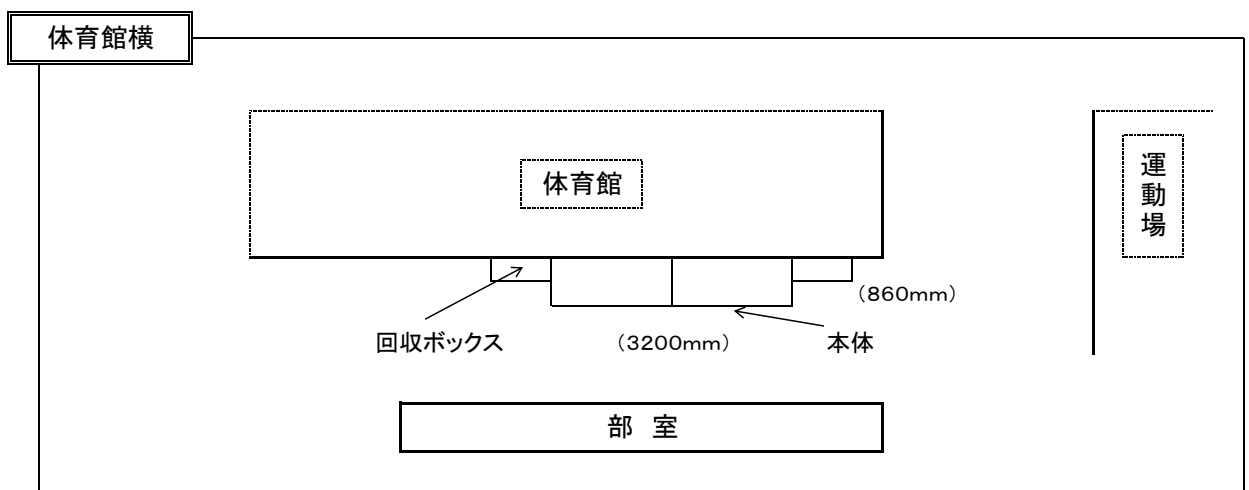 体育館横
体育館
運動場
(860mm)
回収ボックス
(3200mm)
本体
部 室